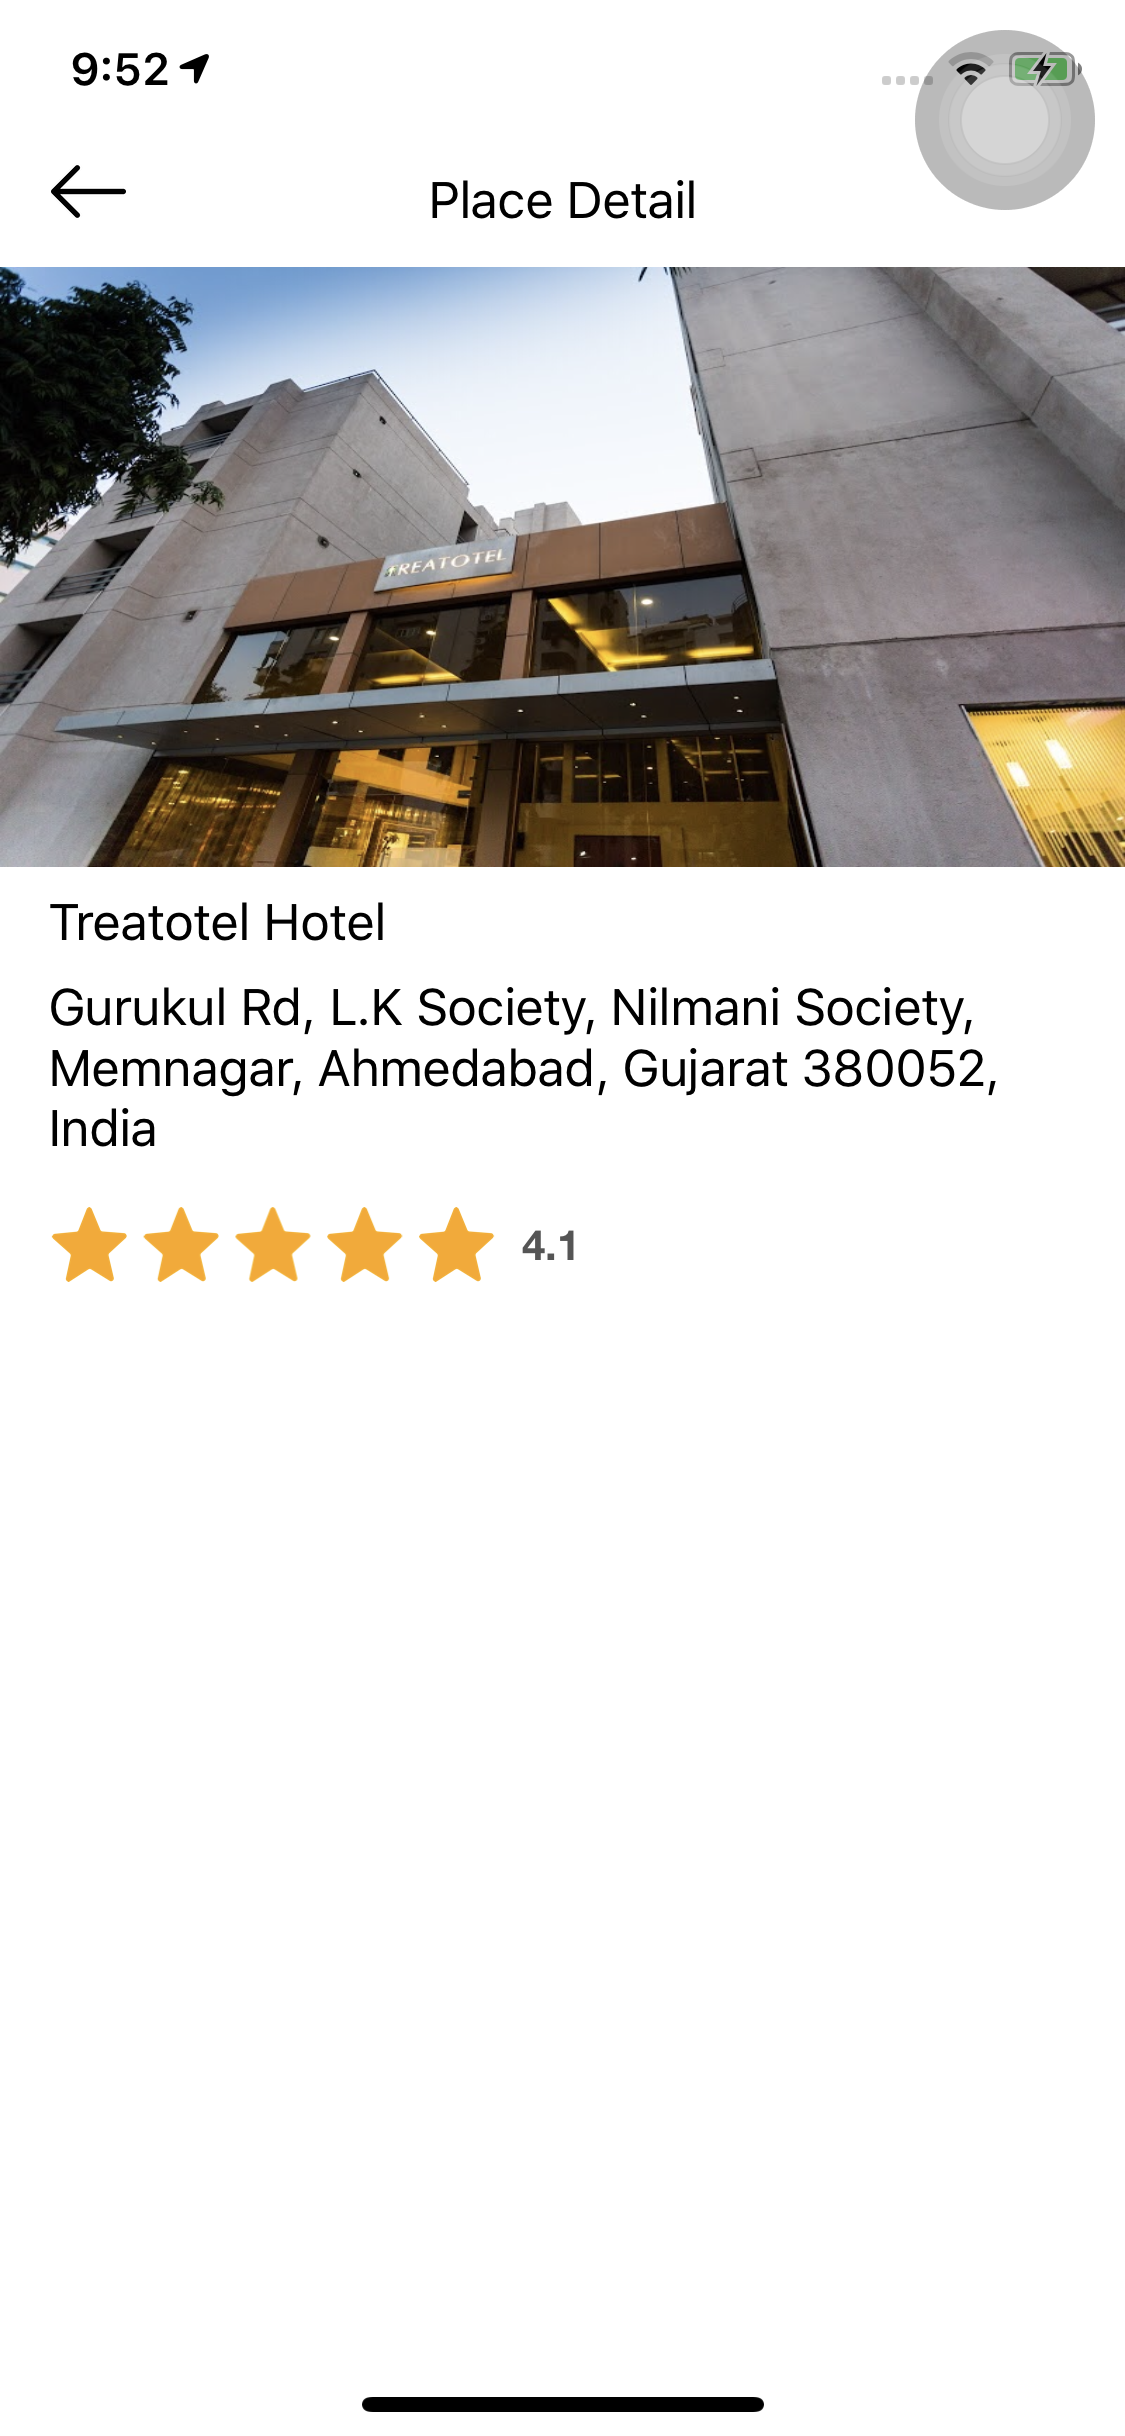 9:52
Place Detail
TREATOTEL
Treatotel Hotel
Gurukul Rd, L.K Society, Nilmani Society,
Memnagar, Ahmedabad, Gujarat 380052,
India
4.1